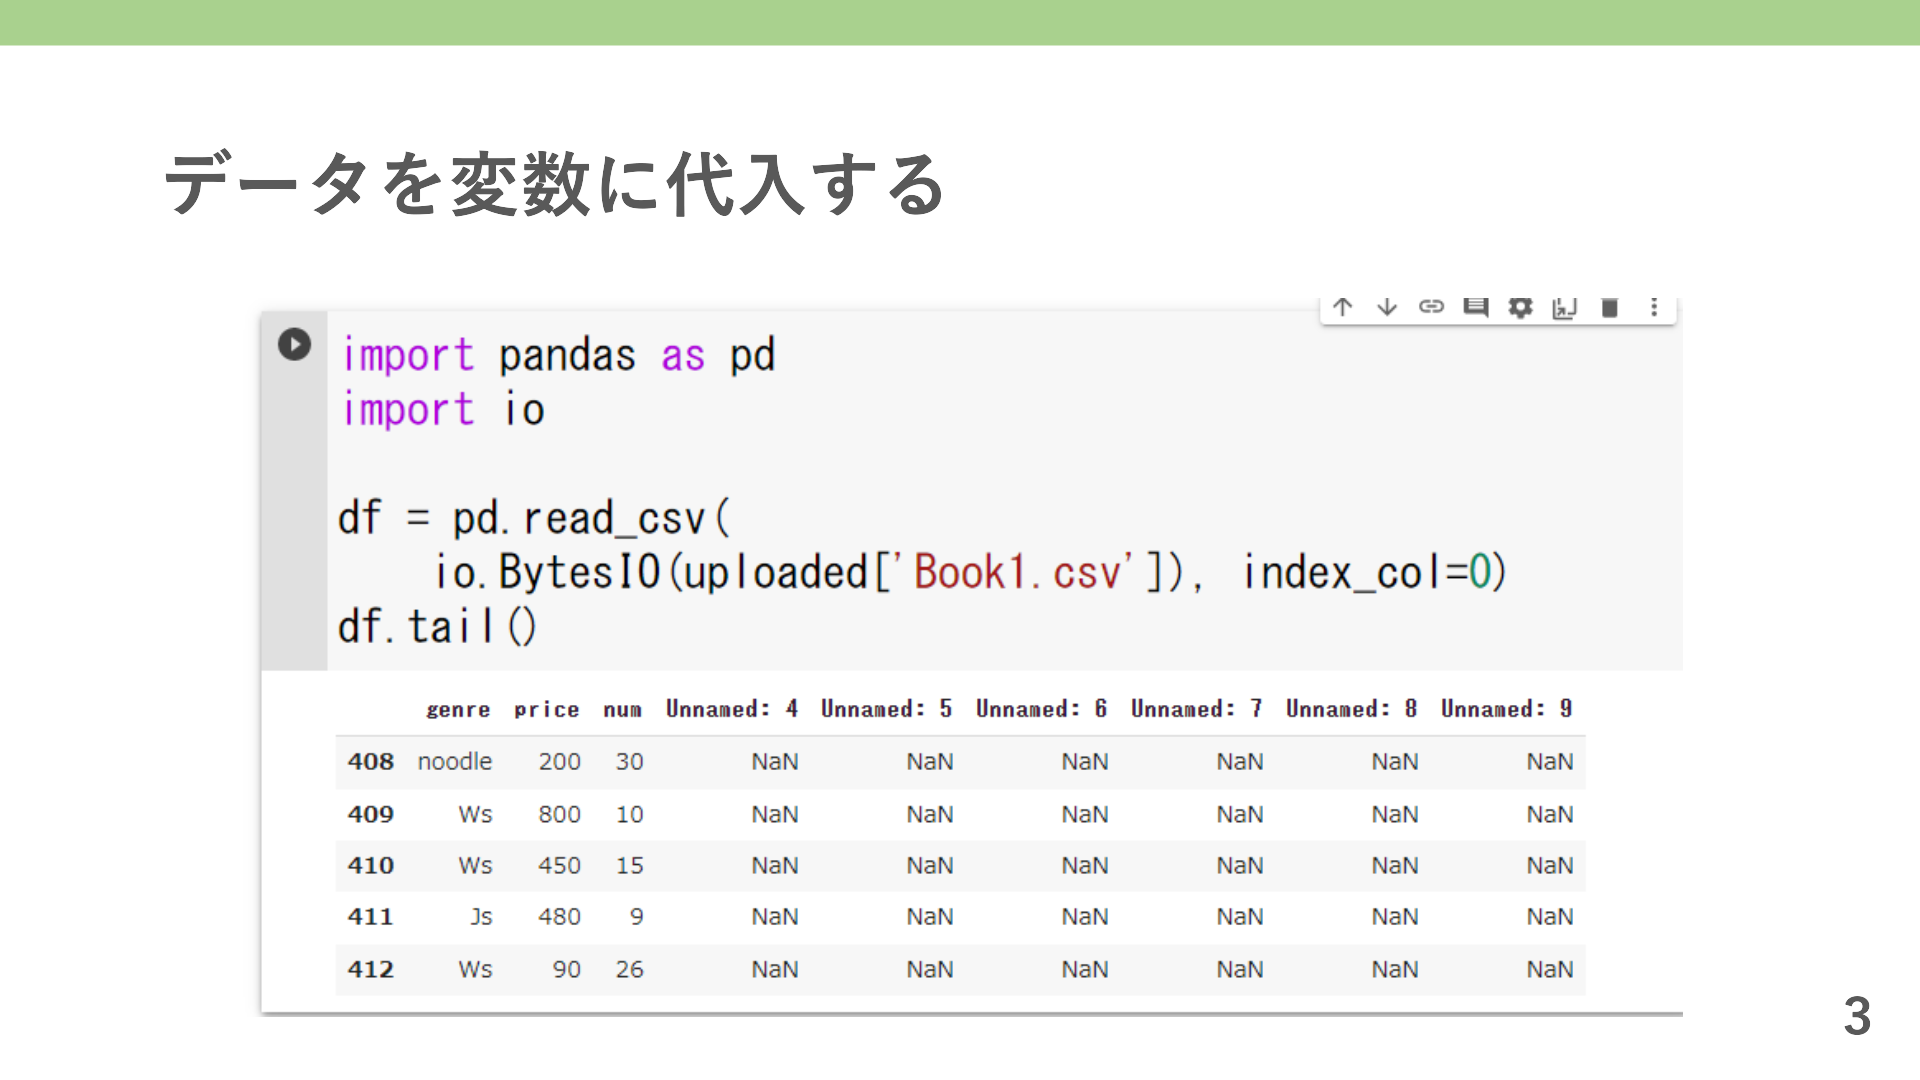 データを変数に代入する
import pandas as pd
import io
df = pd.read_csv(
io.BytesIO(uploaded['Book1.csv']), index_col=0)
df.tail()
genre price num Unnamed: 4 Unnamed: 5 Unnamed: 6 Unnamed: 7 Unnamed: 8 Unnamed: 9
408 noodle 200 30 NaN NaN NaN NaN NaN NaN
409 Ws 800 10 NaN NaN NaN NaN NaN NaN
410 Ws 450 15 NaN NaN NaN NaN NaN NaN
411 Js 480 9 NaN NaN NaN NaN NaN NaN
412 Ws 90 26 NaN NaN NaN NaN NaN NaN
3